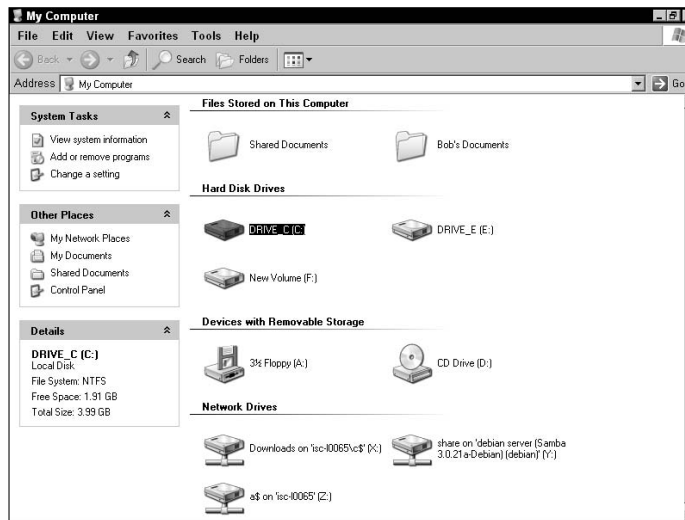 My Computer
File Edit View Favorites Tools Help
Back Search Folders
Address My Computer Go
System Tasks
View system information
Add or remove programs
Change a setting
Other Places
My Network Places
My Documents
Shared Documents
Control Panel
Details
DRIVE_C (C:)
Local Disk
File System: NTFS
Free Space: 1.91 GB
Total Size: 3.99 GB
Files Stored on This Computer
Shared Documents
Bob's Documents
Hard Disk Drives
DRIVE_C (C:)
DRIVE_E (E:)
New Volume (F:)
Devices with Removable Storage
3½ Floppy (A:)
CD Drive (D:)
Network Drives
Downloads on 'isc-l0065\c$' (X:)
share on 'debian server (Samba
3.0.21a-Debian) (debian)' (Y:)
a$ on 'isc-l0065' (Z:)